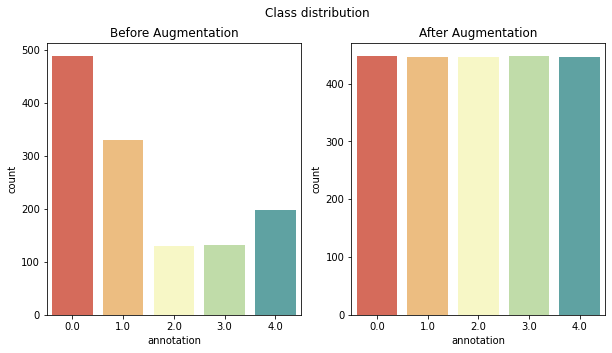 Class distribution
Before Augmentation
500
400
300
200
100
0
count
0.0 1.0 2.0 3.0 4.0
annotation
After Augmentation
400
300
200
100
0
count
0.0 1.0 2.0 3.0 4.0
annotation